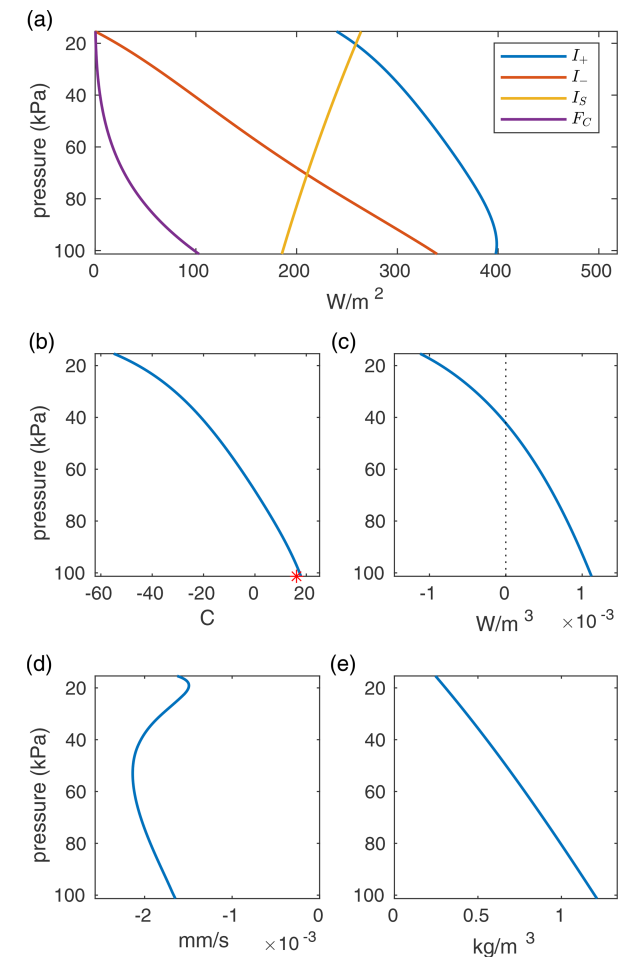 (a)
20
40
60
80
100
pressure (kPa)
I₊
I₋
I_S
F_C
0 100 200 300 400 500
W/m ²
(b) (c)
20
40
60
80
100
pressure (kPa)
-60 -40 -20 0 20
C
20
40
60
80
100
-1 0 1
W/m ³ ×10 ⁻³
(d) (e)
20
40
60
80
100
pressure (kPa)
-2 -1 0
mm/s ×10 ⁻³
20
40
60
80
100
0 0.5 1
kg/m ³